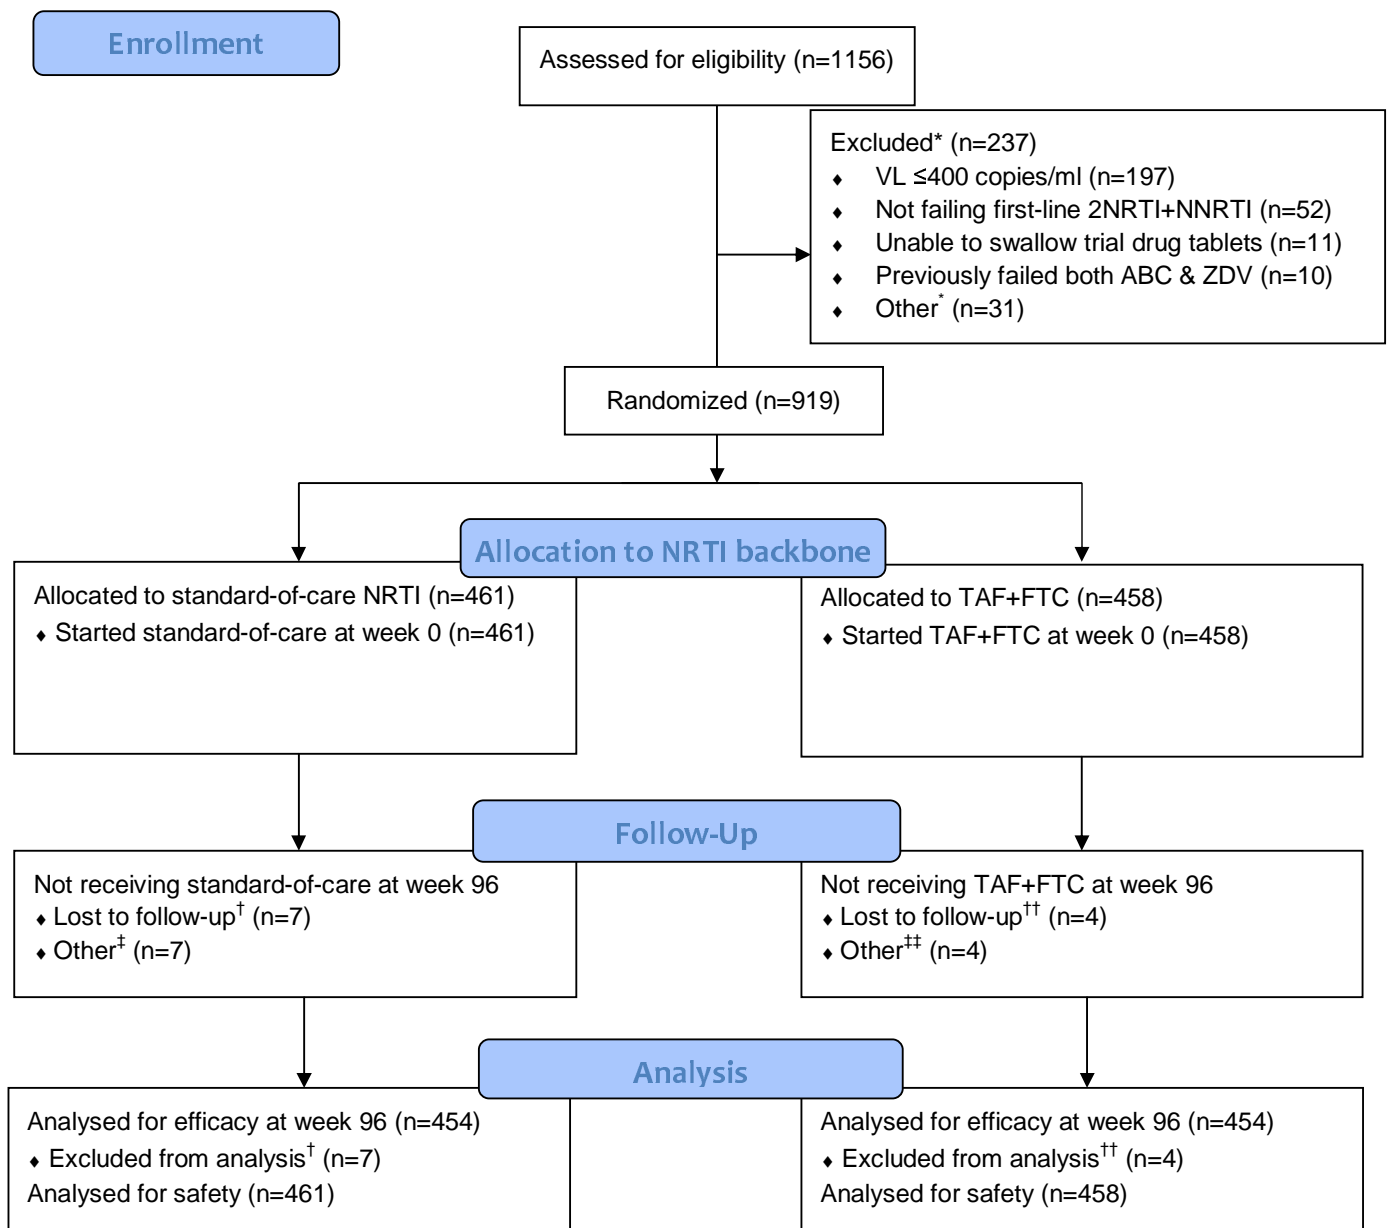 Enrollment
Assessed for eligibility (n=1156)
Excluded* (n=237)
♦ VL ≤400 copies/ml (n=197)
♦ Not failing first-line 2NRTI+NNRTI (n=52)
♦ Unable to swallow trial drug tablets (n=11)
♦ Previously failed both ABC & ZDV (n=10)
♦ Other* (n=31)
Randomized (n=919)
Allocation to NRTI backbone
Allocated to standard-of-care NRTI (n=461)
♦ Started standard-of-care at week 0 (n=461)
Allocated to TAF+FTC (n=458)
♦ Started TAF+FTC at week 0 (n=458)
Follow-Up
Not receiving standard-of-care at week 96
♦ Lost to follow-up† (n=7)
♦ Other‡ (n=7)
Not receiving TAF+FTC at week 96
♦ Lost to follow-up†† (n=4)
♦ Other‡‡ (n=4)
Analysis
Analysed for efficacy at week 96 (n=454)
♦ Excluded from analysis† (n=7)
Analysed for safety (n=461)
Analysed for efficacy at week 96 (n=454)
♦ Excluded from analysis†† (n=4)
Analysed for safety (n=458)